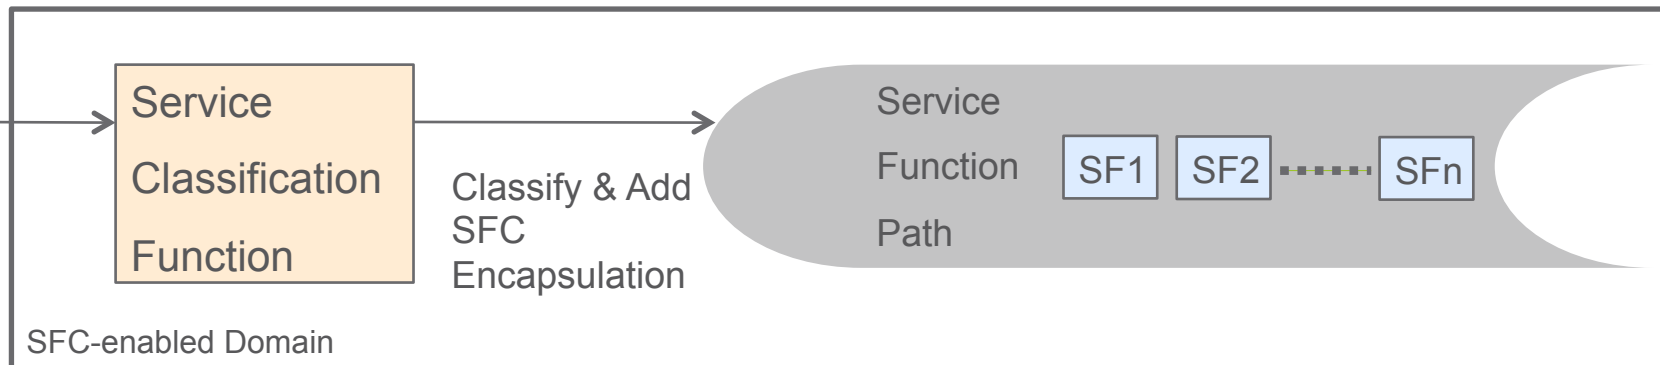 Service
Classification
Function
Classify & Add
SFC
Encapsulation
Service
Function
Path
SF1
SF2
SFn
SFC-enabled Domain